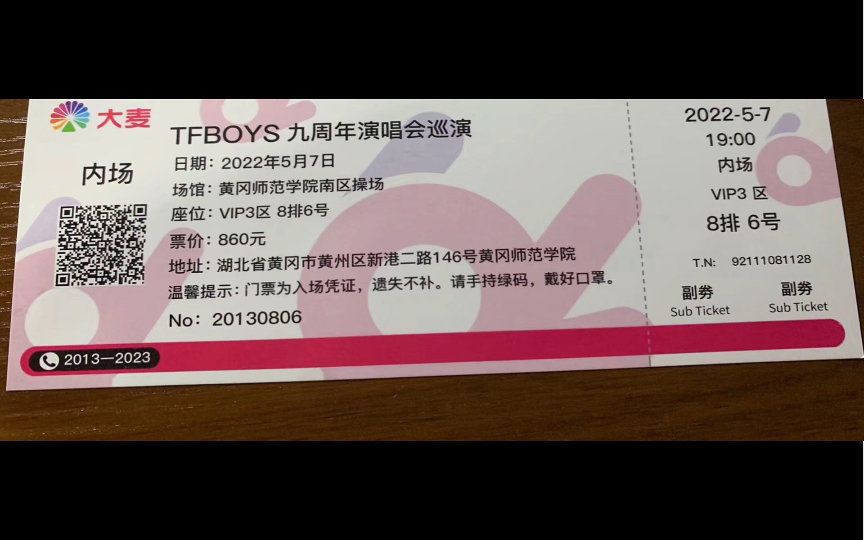 大麦
TFBOYS 九周年演唱会巡演
内场
日期：2022年5月7日
场馆：黄冈师范学院南区操场
座位：VIP3区 8排6号
票价：860元
地址：湖北省黄冈市黄州区新港二路146号黄冈师范学院
温馨提示：门票为入场凭证，遗失不补。请手持绿码，戴好口罩。
No：20130806
2013—2023
2022-5-7
19:00
内场
VIP3 区
8排 6号
T.N: 92111081128
副券 副券
Sub Ticket Sub Ticket